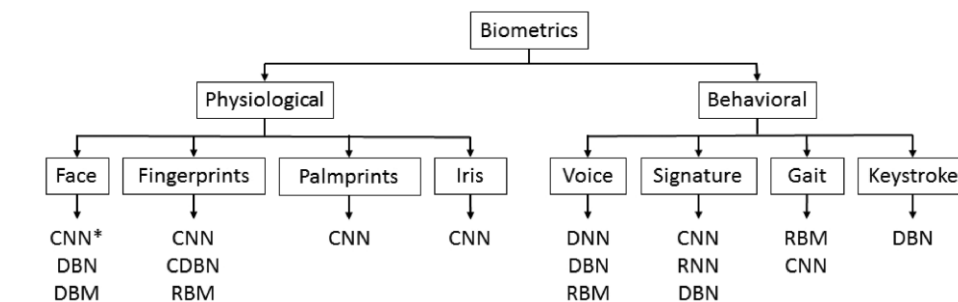 Biometrics
Physiological
Behavioral
Face
Fingerprints
Palmprints
Iris
Voice
Signature
Gait
Keystroke
CNN*
CNN
CNN
CNN
DNN
CNN
RBM
DBN
DBN
CDBN
DBN
RNN
CNN
DBM
RBM
RBM
DBN